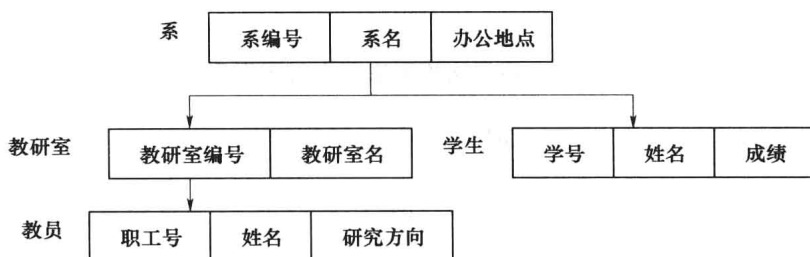 系 系编号 系名 办公地点
教研室 教研室编号 教研室名 学生 学号 姓名 成绩
教员 职工号 姓名 研究方向